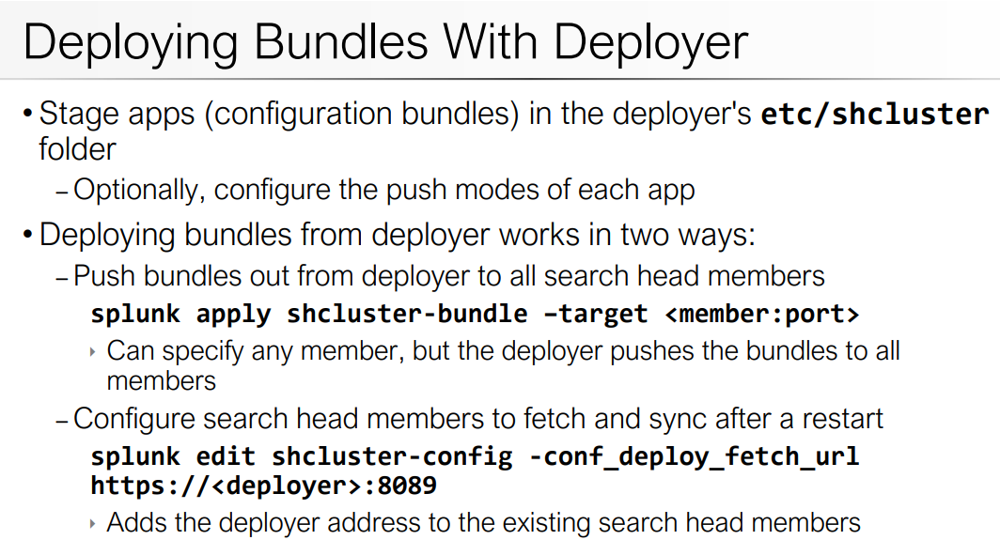 Deploying Bundles With Deployer
• Stage apps (configuration bundles) in the deployer's etc/shcluster
folder
– Optionally, configure the push modes of each app
• Deploying bundles from deployer works in two ways:
– Push bundles out from deployer to all search head members
splunk apply shcluster-bundle –target <member:port>
‣ Can specify any member, but the deployer pushes the bundles to all
members
– Configure search head members to fetch and sync after a restart
splunk edit shcluster-config -conf_deploy_fetch_url
https://<deployer>:8089
‣ Adds the deployer address to the existing search head members